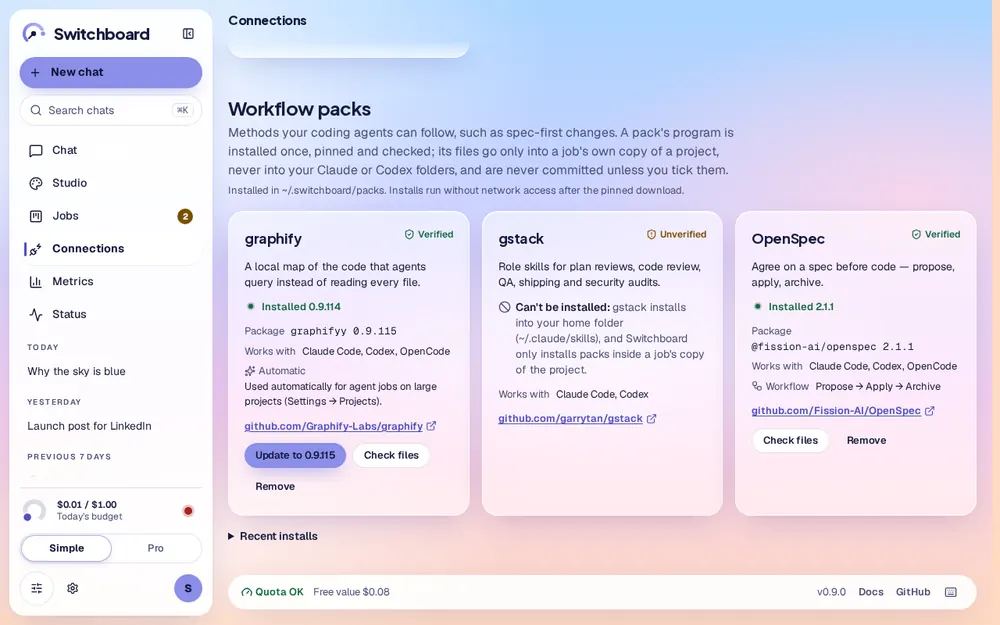 Switchboard
New chat
Search chats
⌘K
Chat
Studio
Jobs
2
Connections
Metrics
Status
TODAY
Why the sky is blue
YESTERDAY
Launch post for LinkedIn
PREVIOUS 7 DAYS
$0.01 / $1.00
Today's budget
Simple
Pro
S
Connections
Workflow packs
Methods your coding agents can follow, such as spec-first changes. A pack's program is
installed once, pinned and checked; its files go only into a job's own copy of a project,
never into your Claude or Codex folders, and are never committed unless you tick them.
Installed in ~/.switchboard/packs. Installs run without network access after the pinned download.
graphify
Verified
A local map of the code that agents
query instead of reading every file.
Installed 0.9.114
Package graphifyy 0.9.115
Works with Claude Code, Codex, OpenCode
Automatic
Used automatically for agent jobs on large
projects (Settings → Projects).
github.com/Graphify-Labs/graphify
Update to 0.9.115
Check files
Remove
gstack
Unverified
Role skills for plan reviews, code review,
QA, shipping and security audits.
Can't be installed: gstack installs
into your home folder
(~/.claude/skills), and Switchboard
only installs packs inside a job's copy
of the project.
Works with Claude Code, Codex
github.com/garrytan/gstack
OpenSpec
Verified
Agree on a spec before code — propose,
apply, archive.
Installed 2.1.1
Package
@fission-ai/openspec 2.1.1
Works with Claude Code, Codex, OpenCode
Workflow Propose → Apply → Archive
github.com/Fission-AI/OpenSpec
Check files
Remove
Recent installs
Quota OK
Free value $0.08
v0.9.0
Docs
GitHub